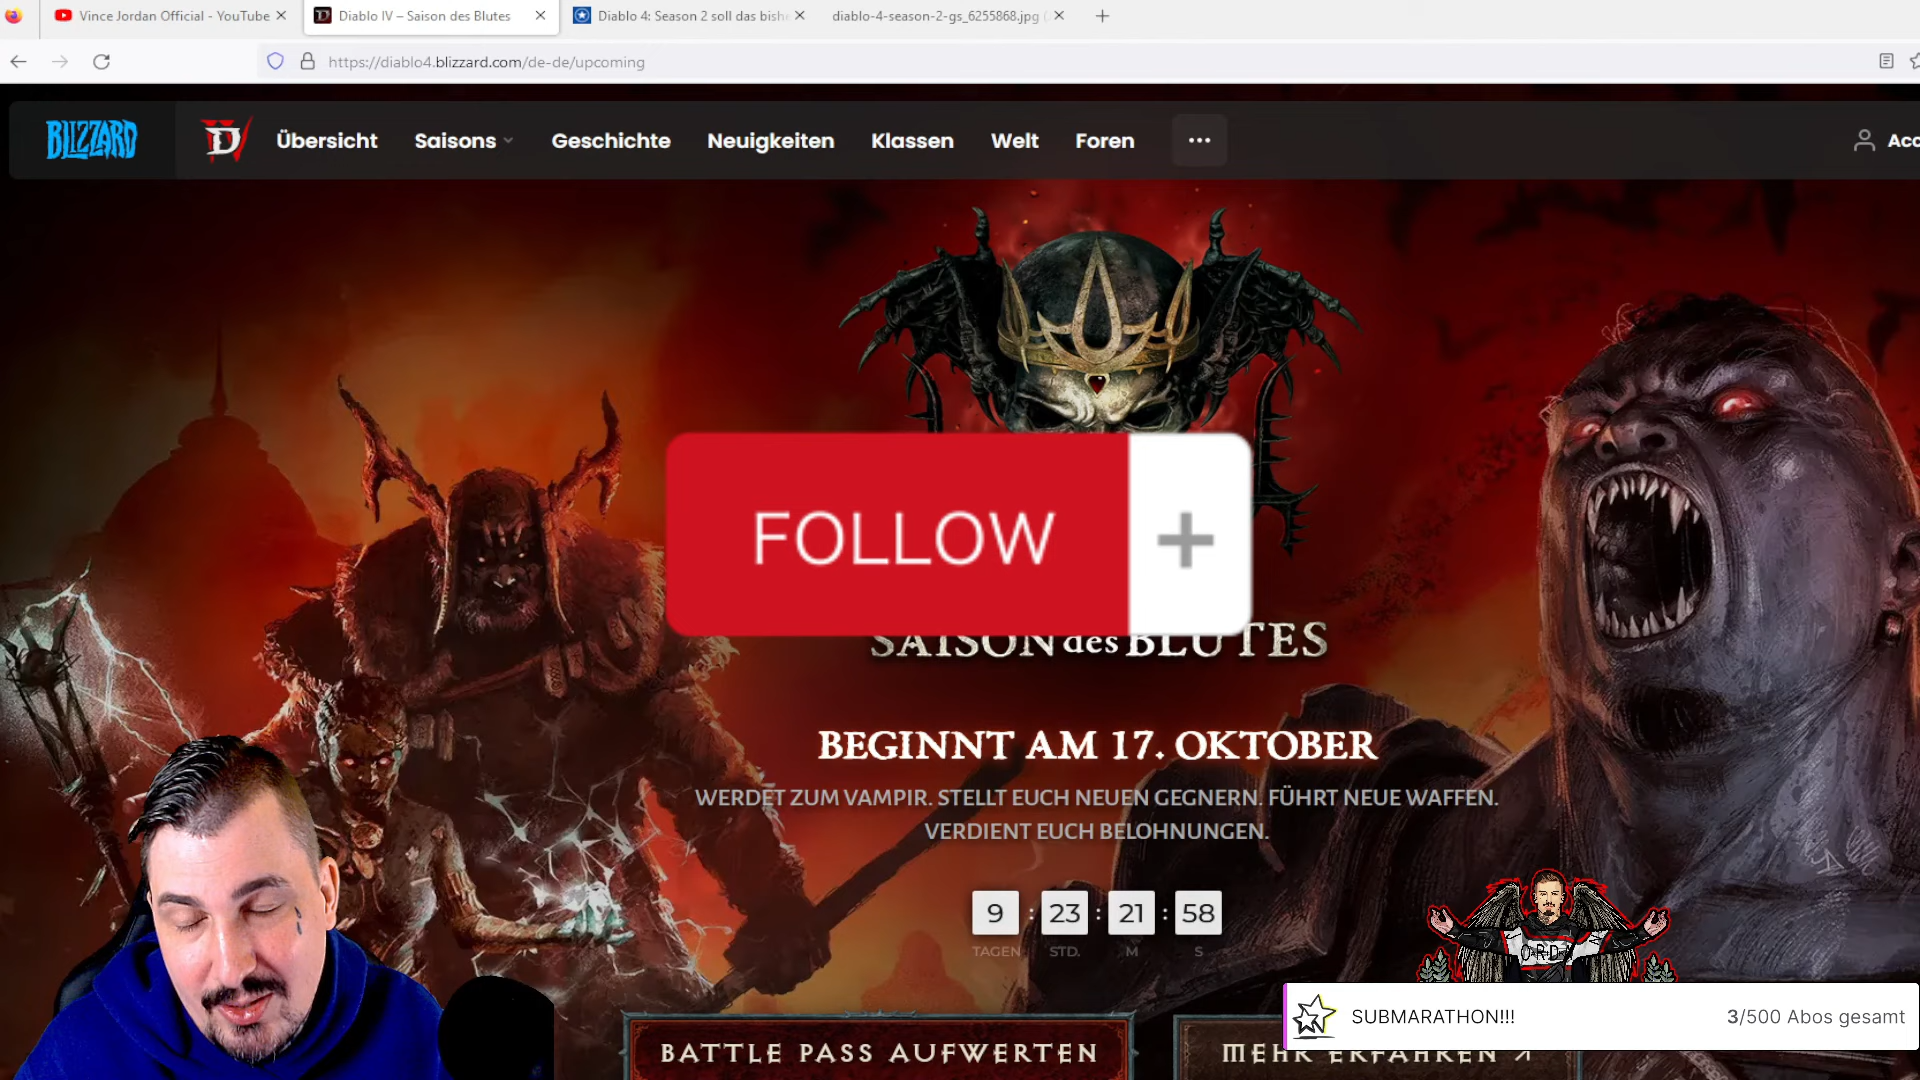 Vince Jordan Official - YouTube
Diablo IV – Saison des Blutes
Diablo 4: Season 2 soll das bish
diablo-4-season-2-gs_6255868.jpg (
https://diablo4.blizzard.com/de-de/upcoming
BLIZZARD
D
Übersicht
Saisons
Geschichte
Neuigkeiten
Klassen
Welt
Foren
Acc
FOLLOW +
SAISON des BLUTES
BEGINNT AM 17. OKTOBER
WERDET ZUM VAMPIR. STELLT EUCH NEUEN GEGNERN. FÜHRT NEUE WAFFEN.
VERDIENT EUCH BELOHNUNGEN.
9 : 23 : 21 : 58
TAGEN STD. M S
SUBMARATHON!!!
3/500 Abos gesamt
BATTLE PASS AUFWERTEN
MEHR ERFAHREN